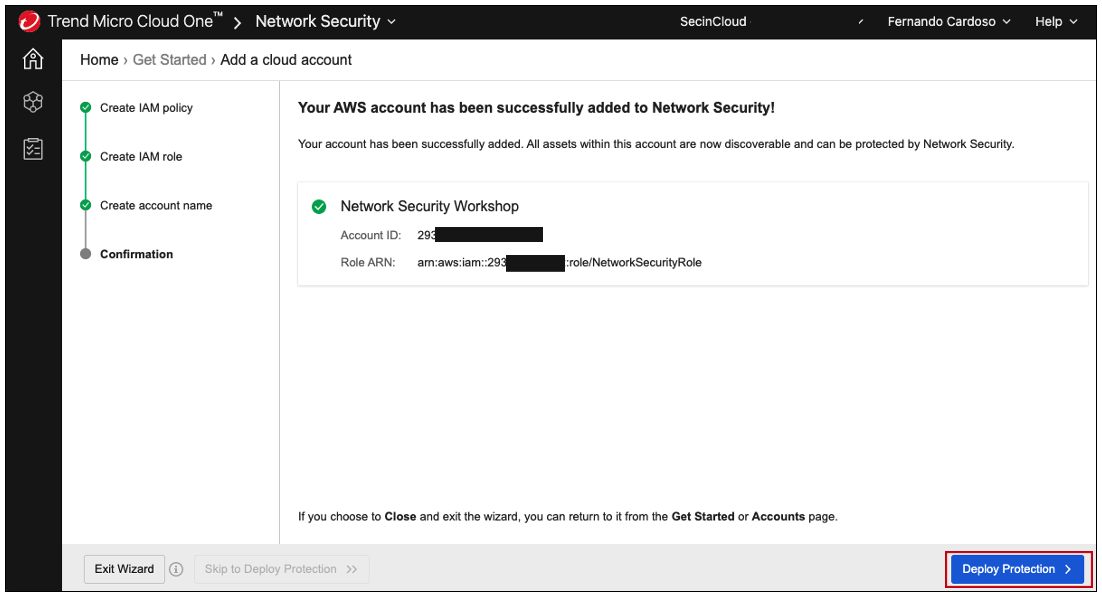 Trend Micro Cloud One™ > Network Security
SecinCloud
Fernando Cardoso
Help
Home › Get Started › Add a cloud account
Create IAM policy
Create IAM role
Create account name
Confirmation
Your AWS account has been successfully added to Network Security!
Your account has been successfully added. All assets within this account are now discoverable and can be protected by Network Security.
Network Security Workshop
Account ID: 293
Role ARN: arn:aws:iam::293 :role/NetworkSecurityRole
If you choose to Close and exit the wizard, you can return to it from the Get Started or Accounts page.
Exit Wizard
Skip to Deploy Protection >>
Deploy Protection >